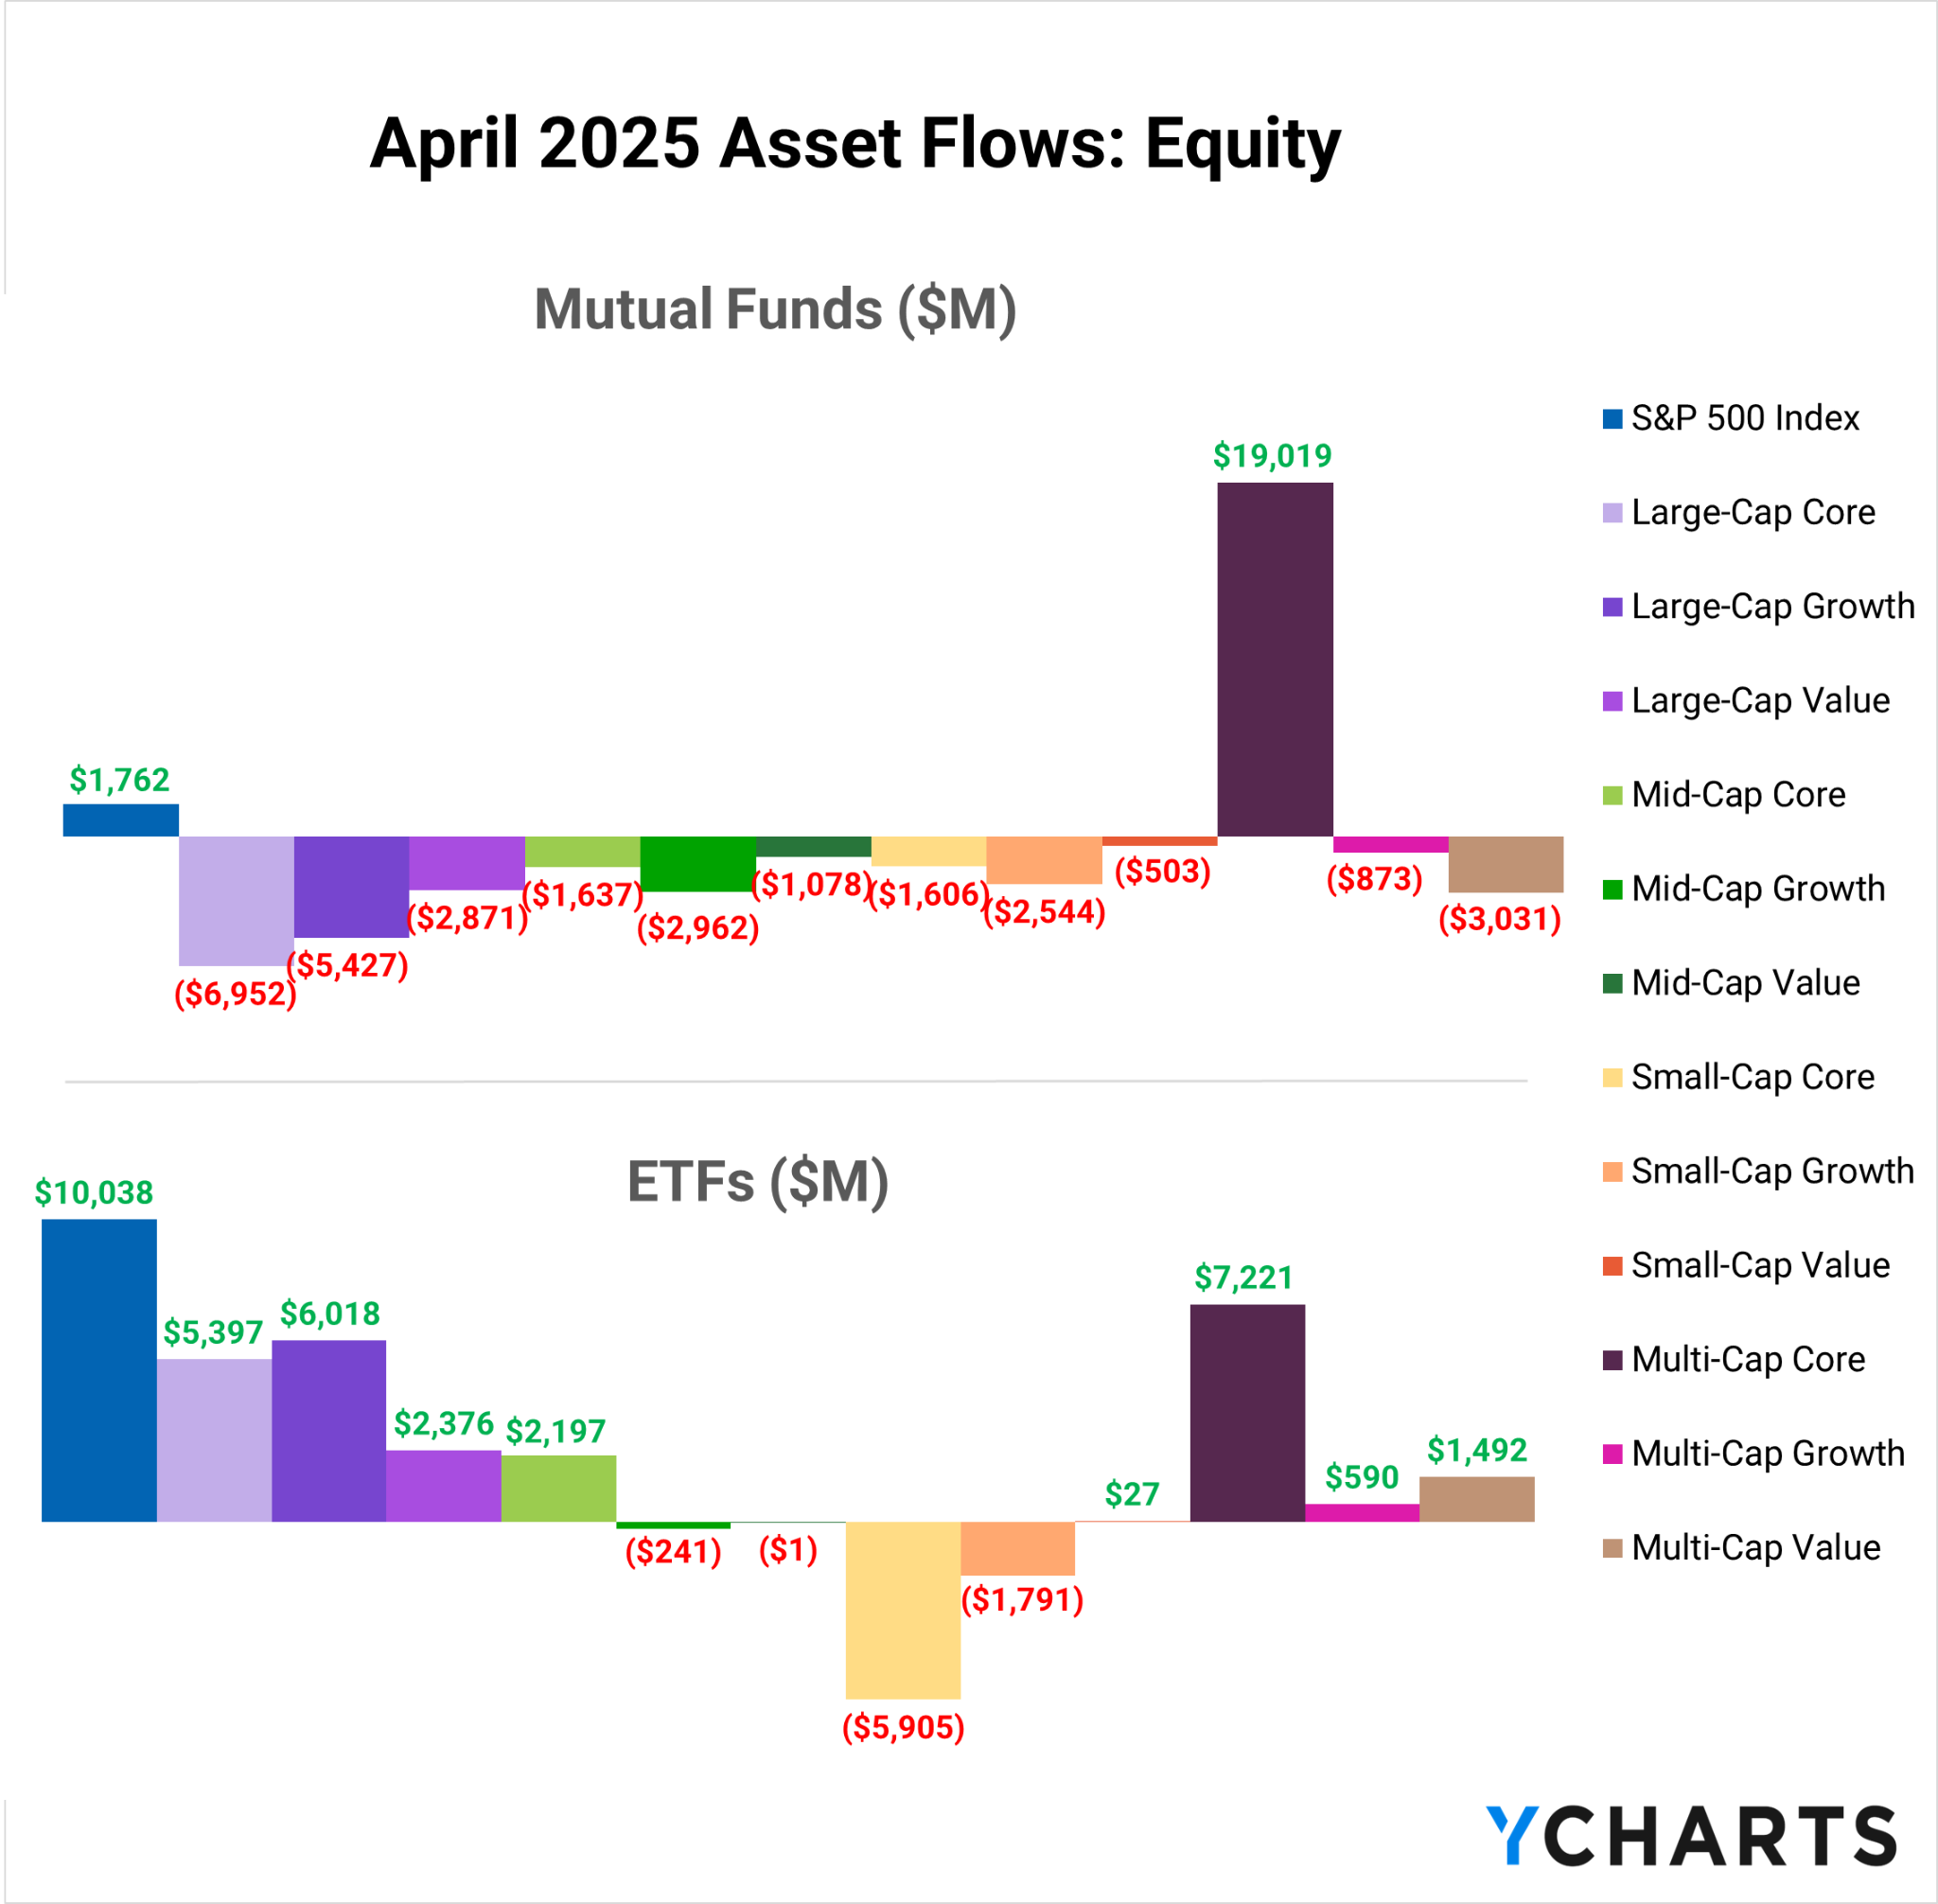 April 2025 Asset Flows: Equity
Mutual Funds ($M)
$1,762
($6,952)
($5,427)
($2,871)
($1,637)
($2,962)
($1,078)
($1,606)
($2,544)
($503)
$19,019
($873)
($3,031)
ETFs ($M)
$10,038
$5,397
$6,018
$2,376
$2,197
($241)
($1)
($5,905)
($1,791)
$27
$7,221
$590
$1,492
S&P 500 Index
Large-Cap Core
Large-Cap Growth
Large-Cap Value
Mid-Cap Core
Mid-Cap Growth
Mid-Cap Value
Small-Cap Core
Small-Cap Growth
Small-Cap Value
Multi-Cap Core
Multi-Cap Growth
Multi-Cap Value
YCHARTS